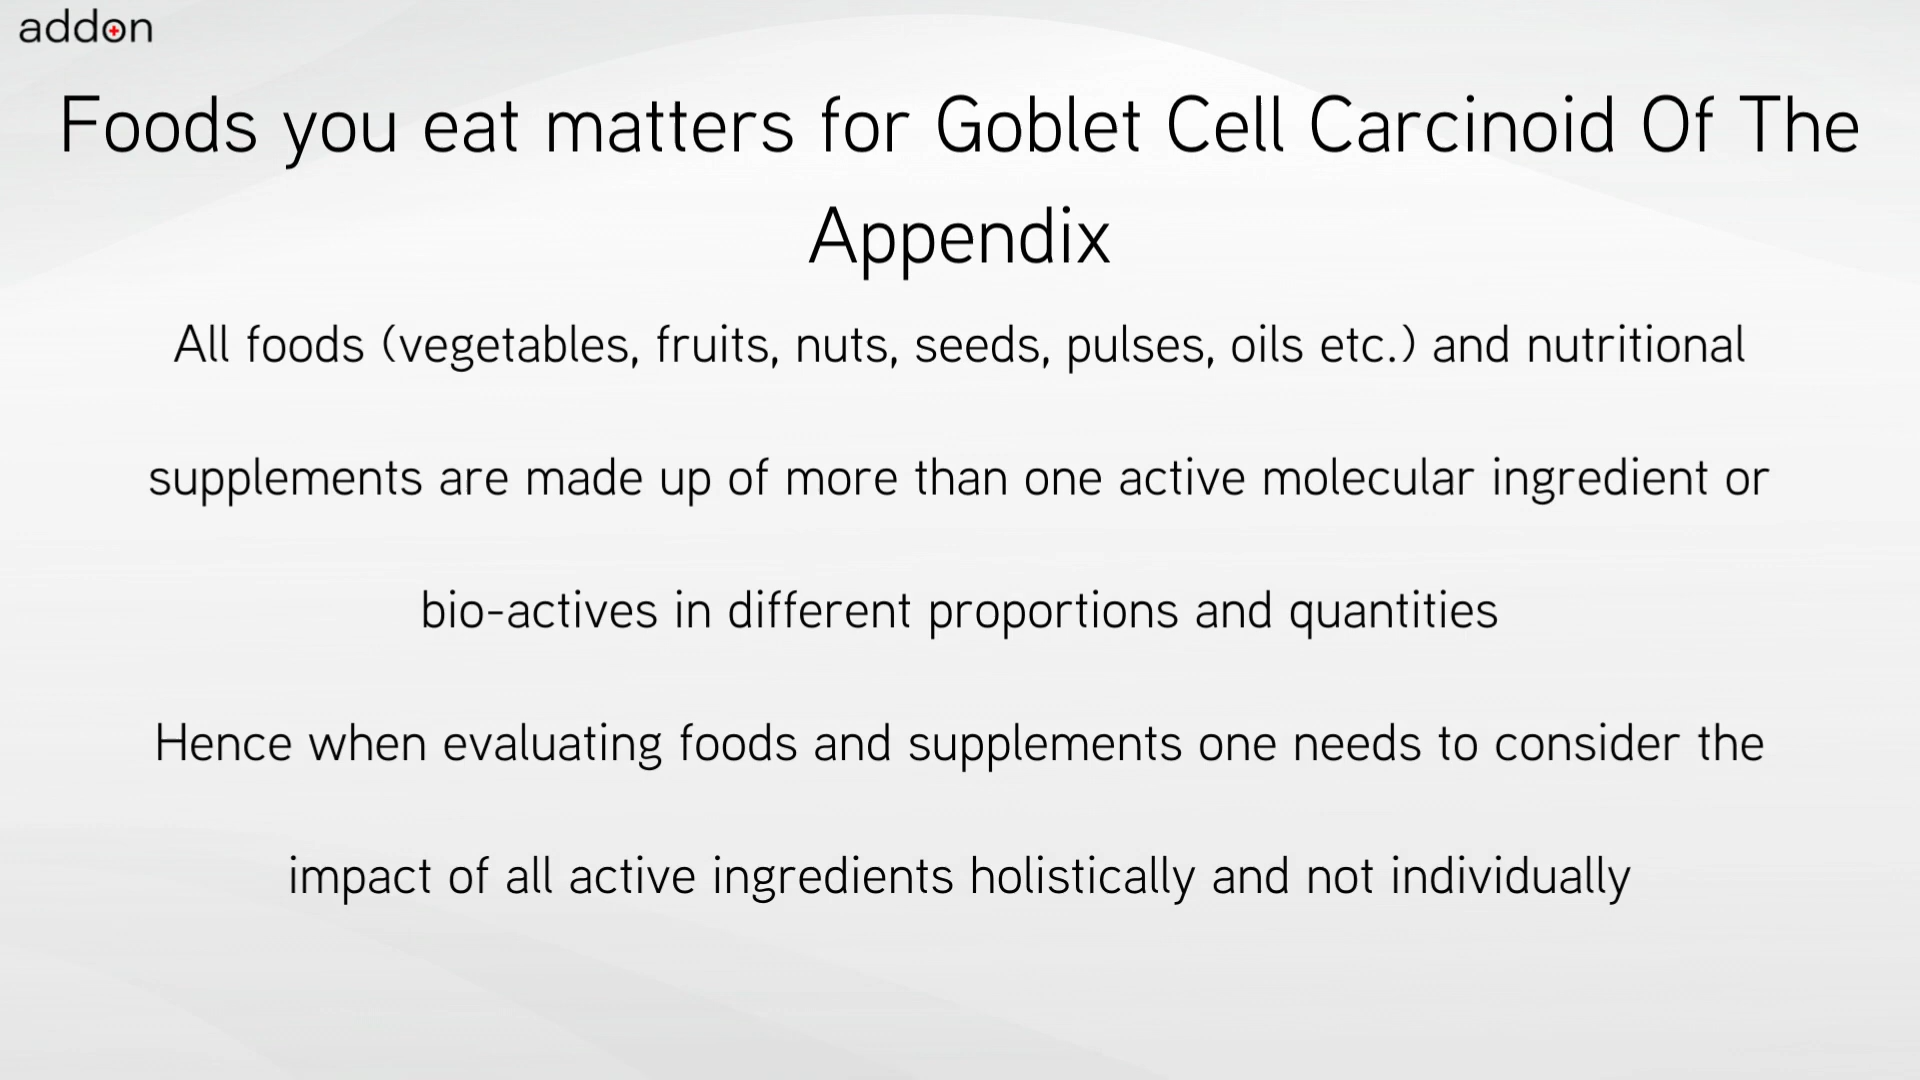 addon
Foods you eat matters for Goblet Cell Carcinoid Of The
Appendix
All foods (vegetables, fruits, nuts, seeds, pulses, oils etc.) and nutritional
supplements are made up of more than one active molecular ingredient or
bio-actives in different proportions and quantities
Hence when evaluating foods and supplements one needs to consider the
impact of all active ingredients holistically and not individually